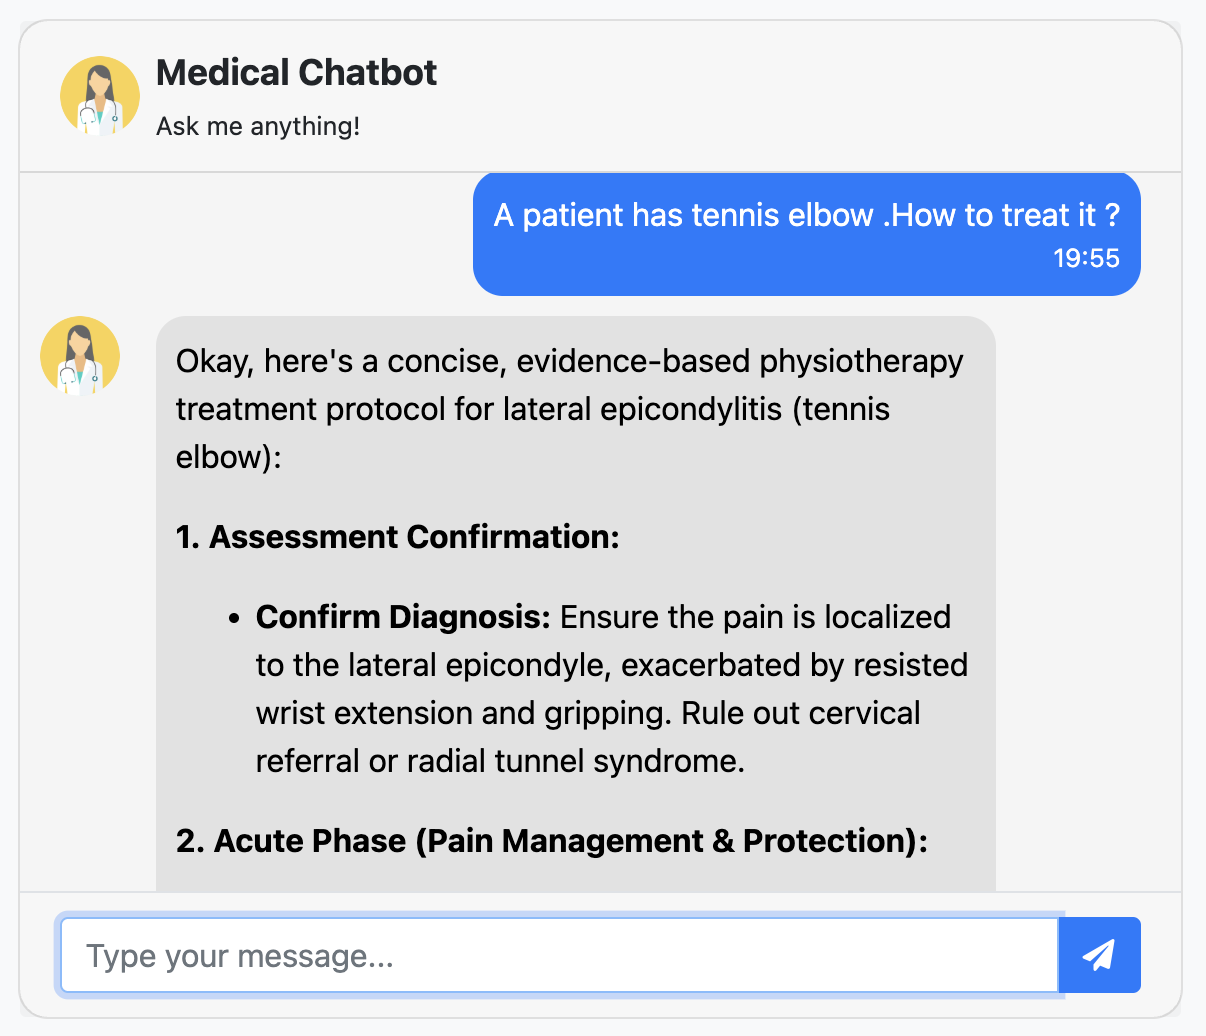 Medical Chatbot
Ask me anything!
A patient has tennis elbow .How to treat it ?
19:55
Okay, here's a concise, evidence-based physiotherapy
treatment protocol for lateral epicondylitis (tennis
elbow):
1. Assessment Confirmation:
• Confirm Diagnosis: Ensure the pain is localized
to the lateral epicondyle, exacerbated by resisted
wrist extension and gripping. Rule out cervical
referral or radial tunnel syndrome.
2. Acute Phase (Pain Management & Protection):
Type your message...